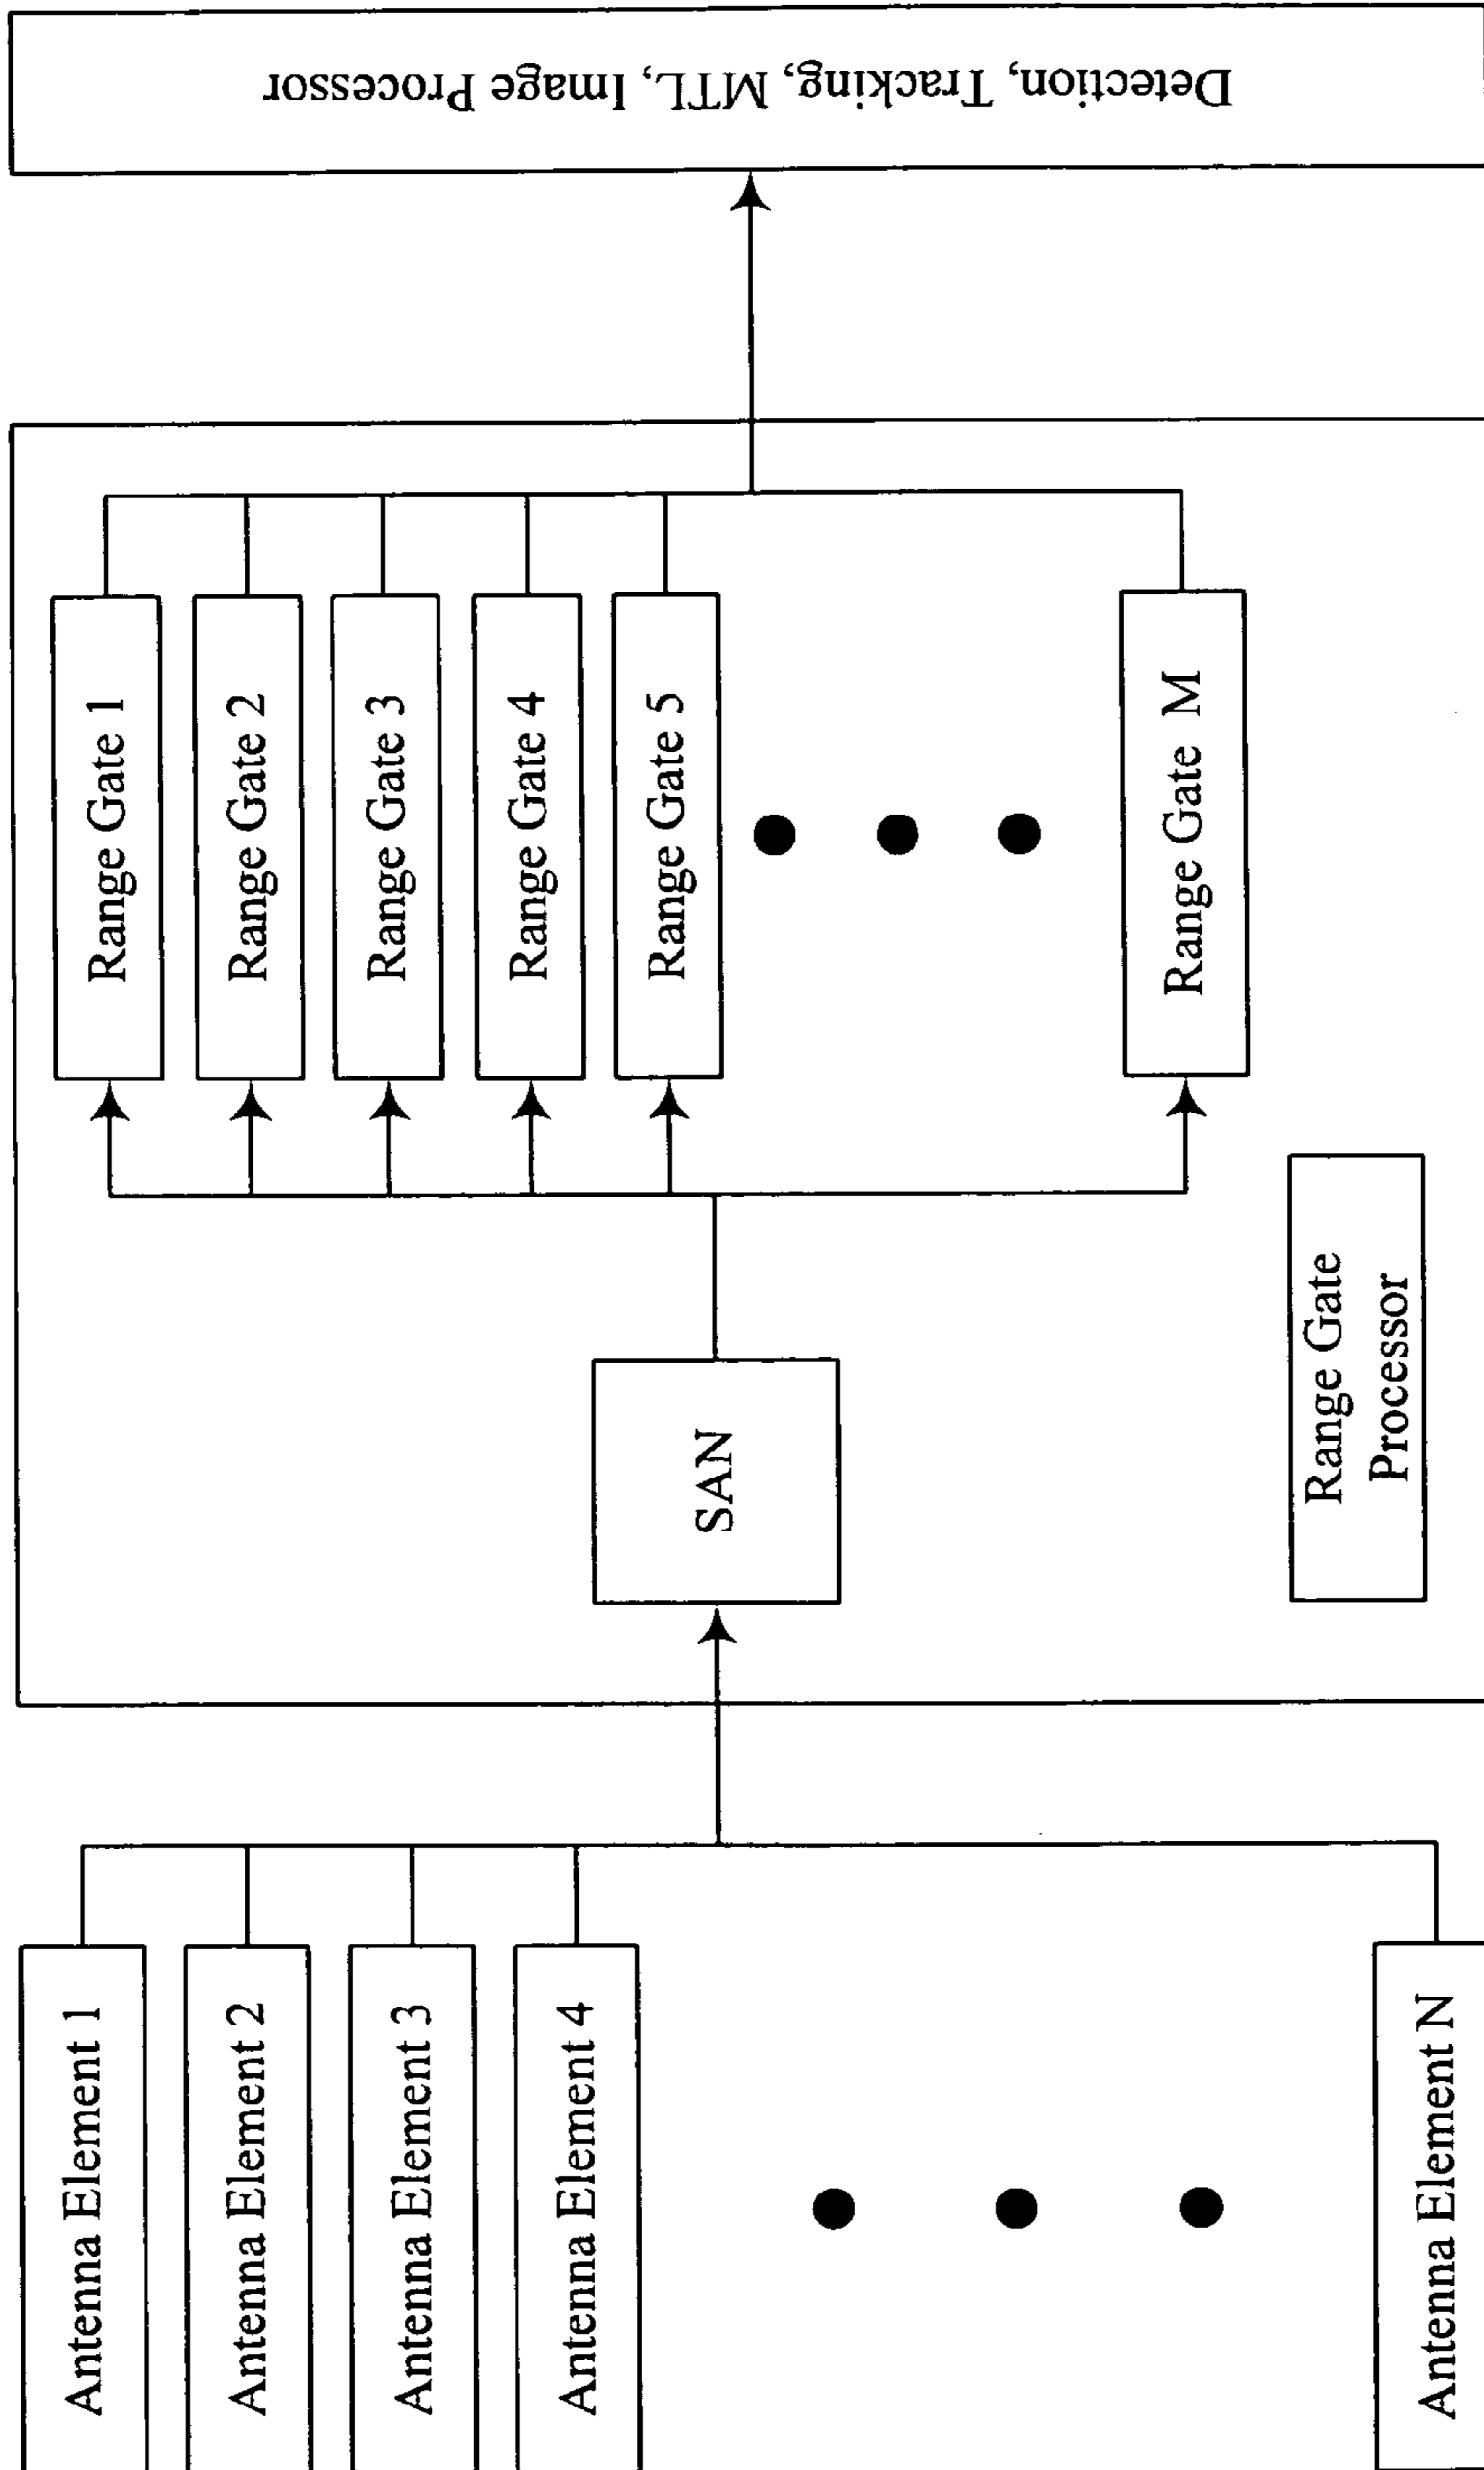 Antenna Element 1
Antenna Element 2
Antenna Element 3
Antenna Element 4
Antenna Element N
SAN
Range Gate
Processor
Range Gate 1
Range Gate 2
Range Gate 3
Range Gate 4
Range Gate 5
Range Gate M
Detection, Tracking, MTL, Image Processor